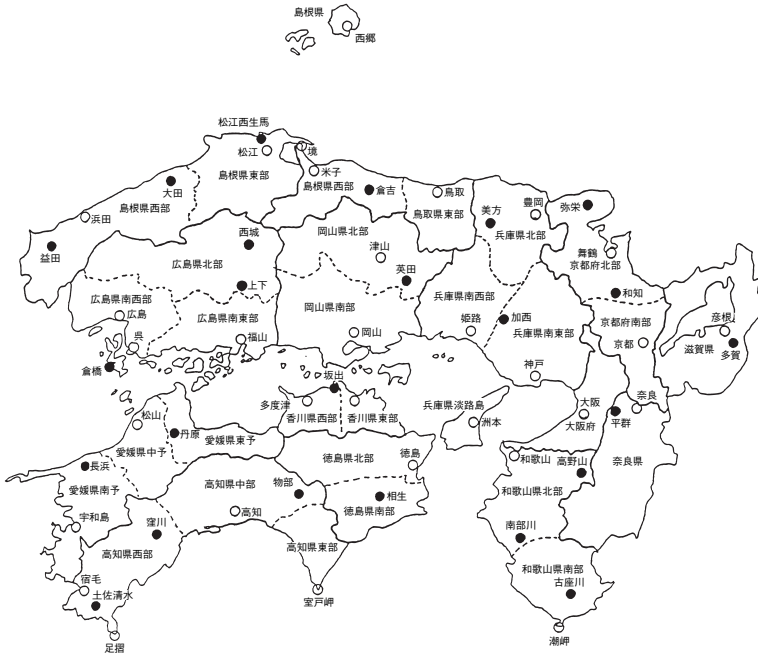 島根県
西郷
松江西生馬
松江
境
米子
島根県東部
島根県西部
倉吉
鳥取
鳥取県東部
大田
島根県西部
浜田
益田
美方
豊岡
兵庫県北部
弥栄
舞鶴
京都府北部
和知
京都府南部
京都
彦根
滋賀県
多賀
西城
広島県北部
上下
岡山県北部
津山
英田
岡山県南部
岡山
広島県南西部
広島
呉
倉橋
広島県南東部
福山
兵庫県南西部
姫路
加西
兵庫県南東部
神戸
坂出
多度津
香川県西部
香川県東部
兵庫県淡路島
洲本
大阪
大阪府
奈良
平群
奈良県
松山
丹原
愛媛県中予
愛媛県東予
長浜
愛媛県南予
宇和島
徳島県北部
徳島
相生
徳島県南部
高知県中部
物部
高知
窪川
高知県西部
高知県東部
宿毛
土佐清水
足摺
室戸岬
和歌山
高野山
和歌山県北部
南部川
和歌山県南部
古座川
潮岬